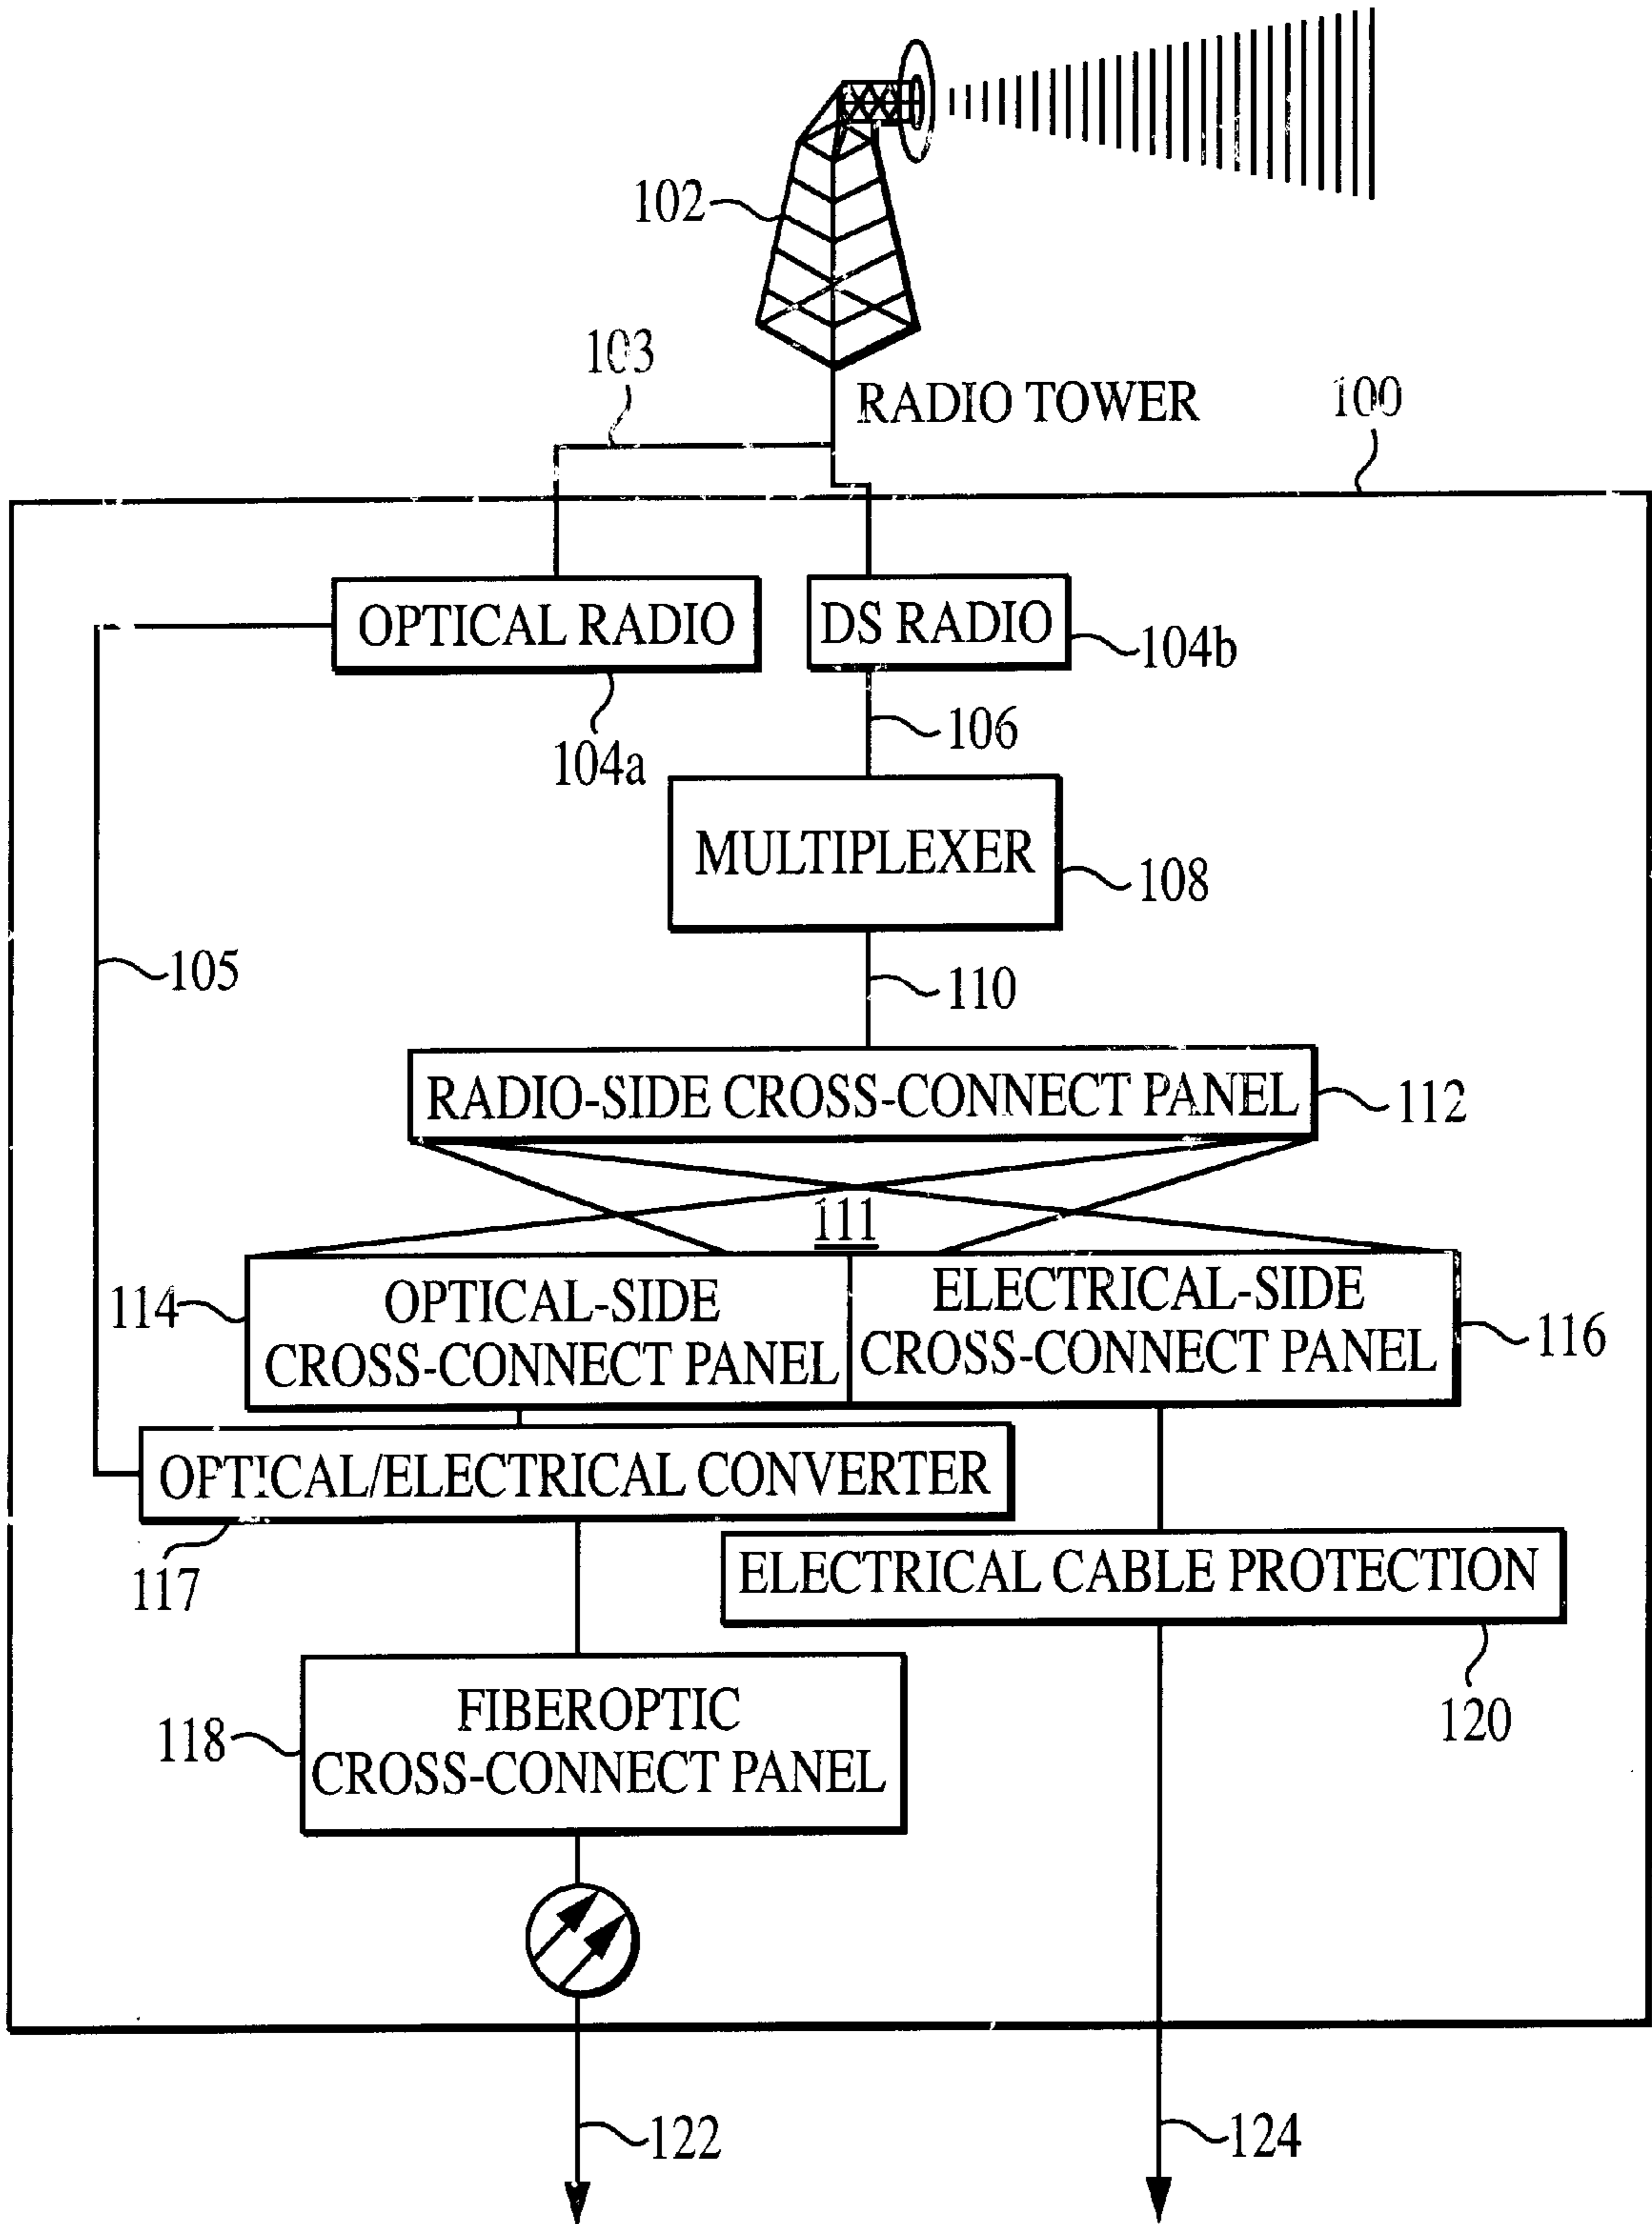 102
103
RADIO TOWER
100
OPTICAL RADIO
DS RADIO
104b
104a
106
MULTIPLEXER
108
105
110
RADIO-SIDE CROSS-CONNECT PANEL
112
111
114
OPTICAL-SIDE
CROSS-CONNECT PANEL
ELECTRICAL-SIDE
CROSS-CONNECT PANEL
116
OPTICAL/ELECTRICAL CONVERTER
117
ELECTRICAL CABLE PROTECTION
120
118
FIBEROPTIC
CROSS-CONNECT PANEL
122
124